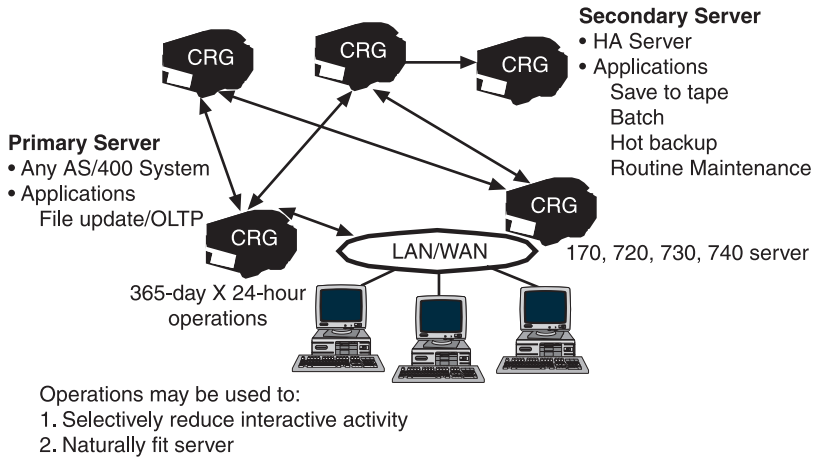 Secondary Server
• HA Server
• Applications
Save to tape
Batch
Hot backup
Routine Maintenance
CRG
CRG
CRG
Primary Server
• Any AS/400 System
• Applications
File update/OLTP
CRG
CRG
LAN/WAN
170, 720, 730, 740 server
365-day X 24-hour
operations
Operations may be used to:
1. Selectively reduce interactive activity
2. Naturally fit server